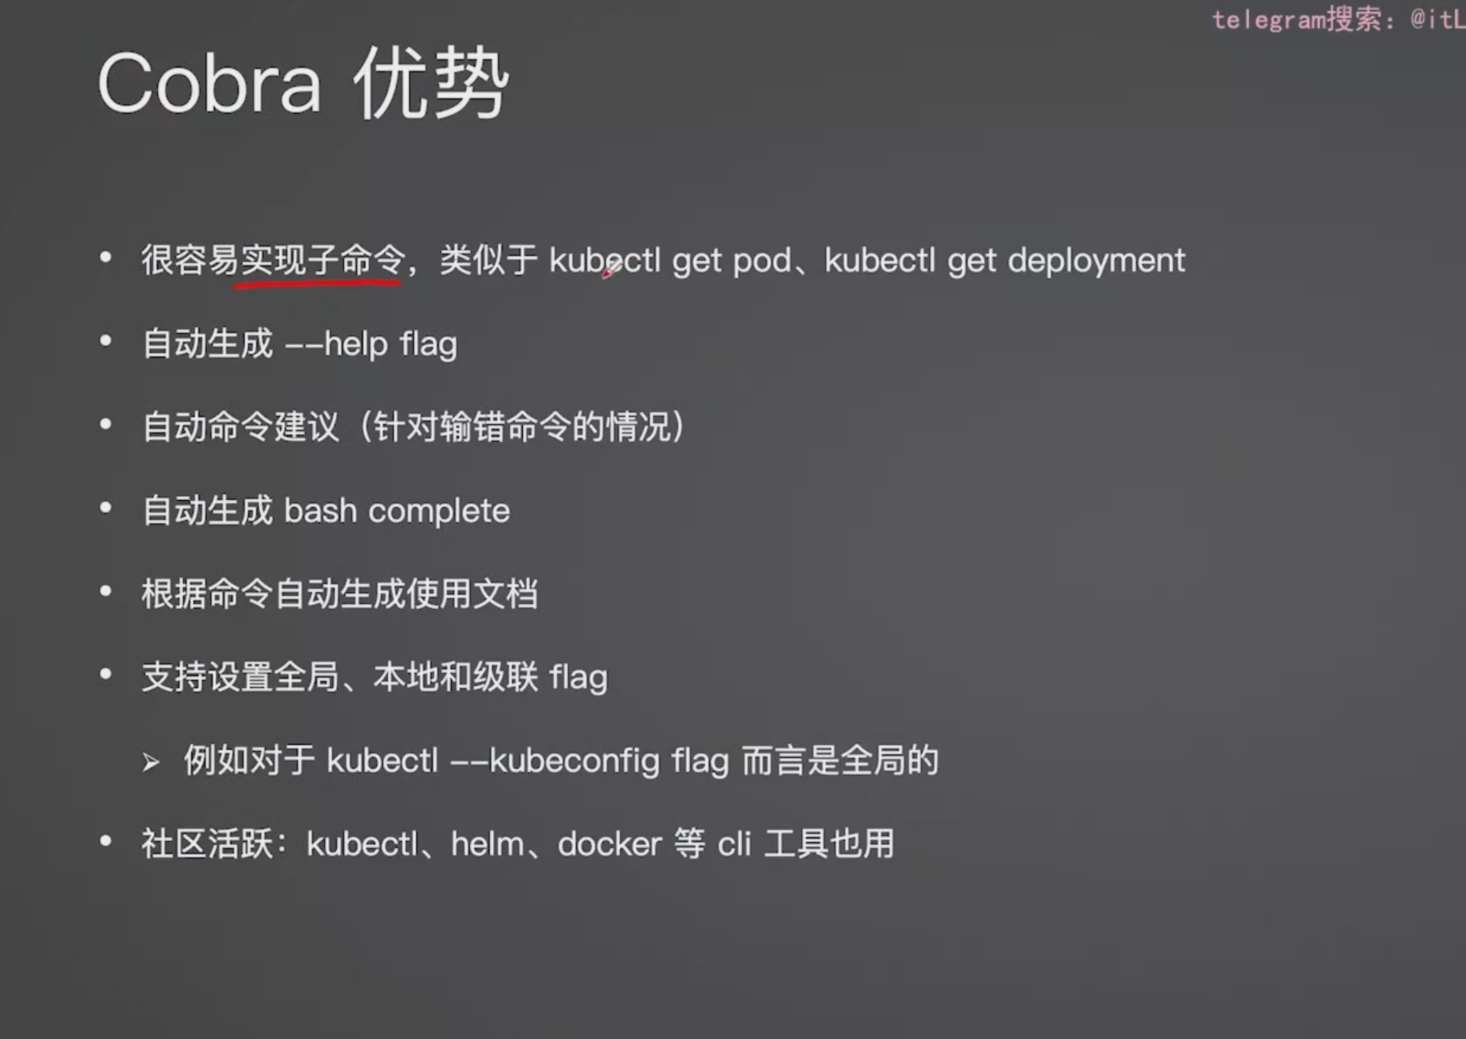 telegram搜索：@itL
Cobra 优势
• 很容易实现子命令，类似于 kubectl get pod、kubectl get deployment
• 自动生成 --help flag
• 自动命令建议（针对输错命令的情况）
• 自动生成 bash complete
• 根据命令自动生成使用文档
• 支持设置全局、本地和级联 flag
➢ 例如对于 kubectl --kubeconfig flag 而言是全局的
• 社区活跃：kubectl、helm、docker 等 cli 工具也用